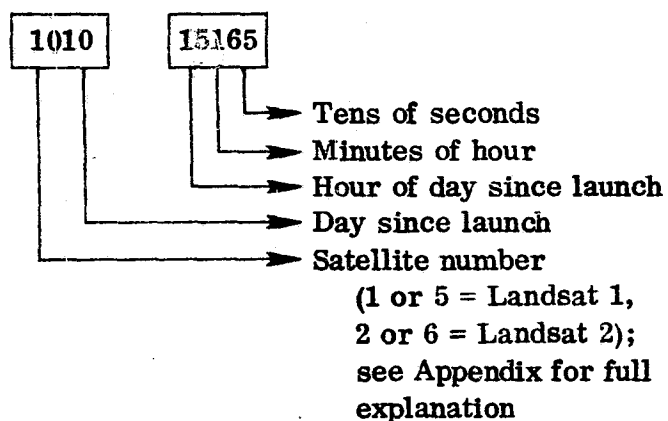 1010 15165
Tens of seconds
Minutes of hour
Hour of day since launch
Day since launch
Satellite number
(1 or 5 = Landsat 1,
2 or 6 = Landsat 2);
see Appendix for full
explanation